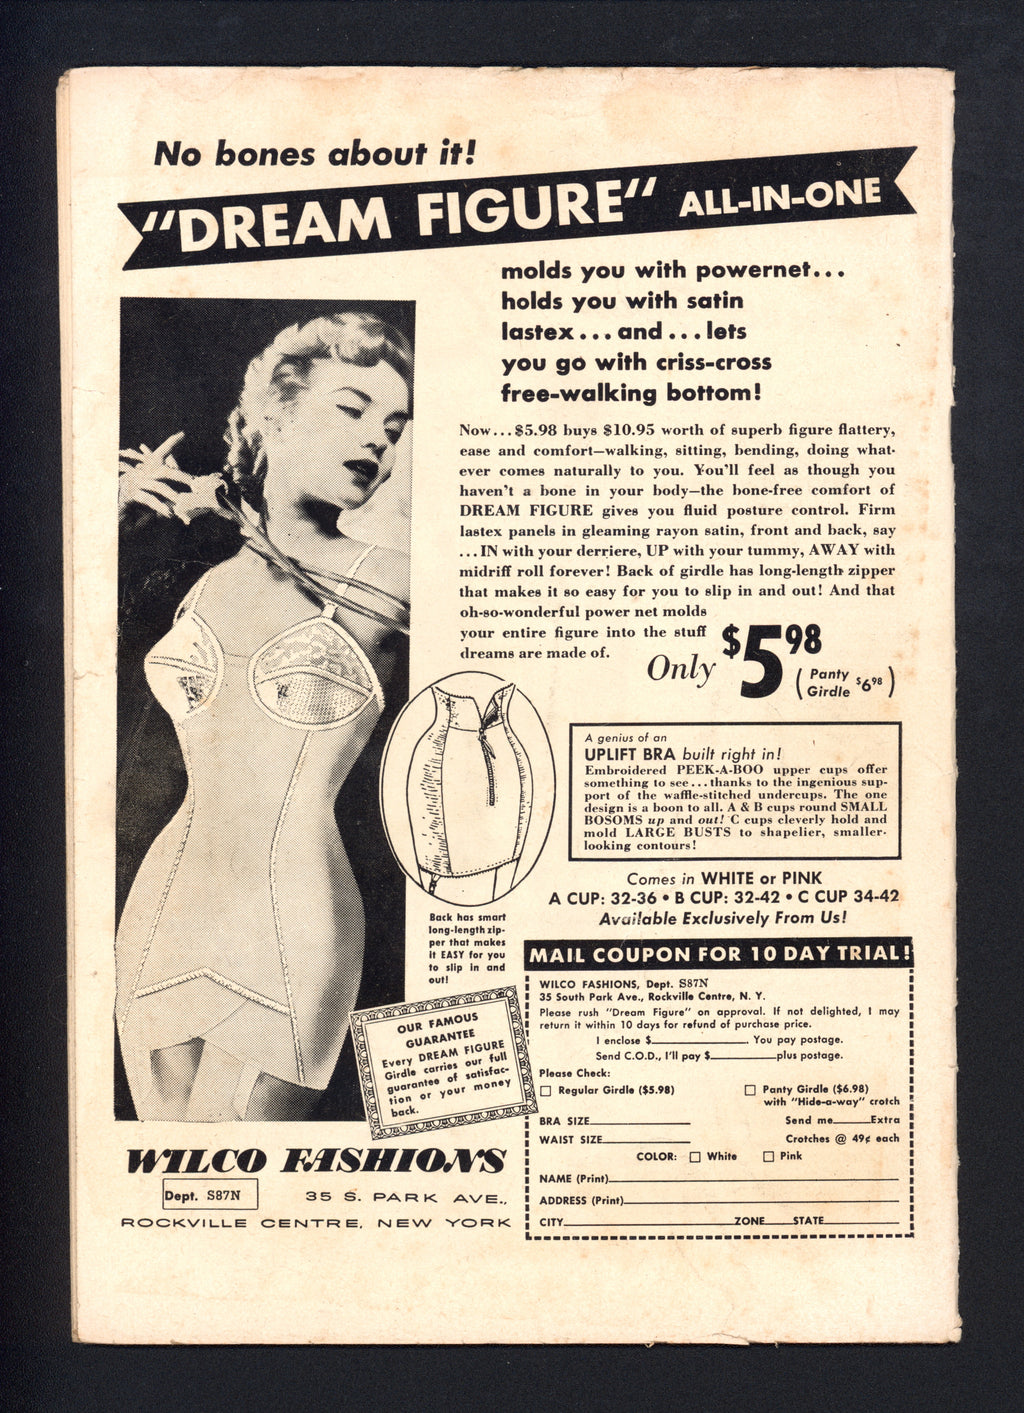 No bones about it!
"DREAM FIGURE" ALL-IN-ONE
molds you with powernet...
holds you with satin
lastex...and...lets
you go with criss-cross
free-walking bottom!
Now...$5.98 buys $10.95 worth of superb figure flattery,
ease and comfort—walking, sitting, bending, doing what-
ever comes naturally to you. You'll feel as though you
haven't a bone in your body—the bone-free comfort of
DREAM FIGURE gives you fluid posture control. Firm
lastex panels in gleaming rayon satin, front and back, say
...IN with your derriere, UP with your tummy, AWAY with
midriff roll forever! Back of girdle has long-length zipper
that makes it so easy for you to slip in and out! And that
oh-so-wonderful power net molds
your entire figure into the stuff
dreams are made of.
Only $5.98
(Panty Girdle $6.98)
A genius of an
UPLIFT BRA built right in!
Embroidered PEEK-A-BOO upper cups offer
something to see...thanks to the ingenious sup-
port of the waffle-stitched undercups. The one
design is a boon to all. A & B cups round SMALL
BOSOMS up and out! C cups cleverly hold and
mold LARGE BUSTS to shapelier, smaller-
looking contours!
Comes in WHITE or PINK
A CUP: 32-36 • B CUP: 32-42 • C CUP 34-42
Available Exclusively From Us!
Back has smart
long-length zip-
per that makes
it EASY for you
to slip in and
out!
OUR FAMOUS
GUARANTEE
Every DREAM FIGURE
Girdle carries our full
guarantee of satisfac-
tion or your money
back.
WILCO FASHIONS
Dept. S87N
35 S. PARK AVE.,
ROCKVILLE CENTRE, NEW YORK
MAIL COUPON FOR 10 DAY TRIAL!
WILCO FASHIONS, Dept. S87N
35 South Park Ave., Rockville Centre, N. Y.
Please rush "Dream Figure" on approval. If not delighted, I may
return it within 10 days for refund of purchase price.
I enclose $____________. You pay postage.
Send C.O.D., I'll pay $________plus postage.
Please Check:
Regular Girdle ($5.98)
Panty Girdle ($6.98)
with "Hide-a-way" crotch
BRA SIZE____________ Send me_____Extra
WAIST SIZE____________ Crotches @ 49¢ each
COLOR: White Pink
NAME (Print)____________
ADDRESS (Print)____________
CITY____________ZONE____STATE____________